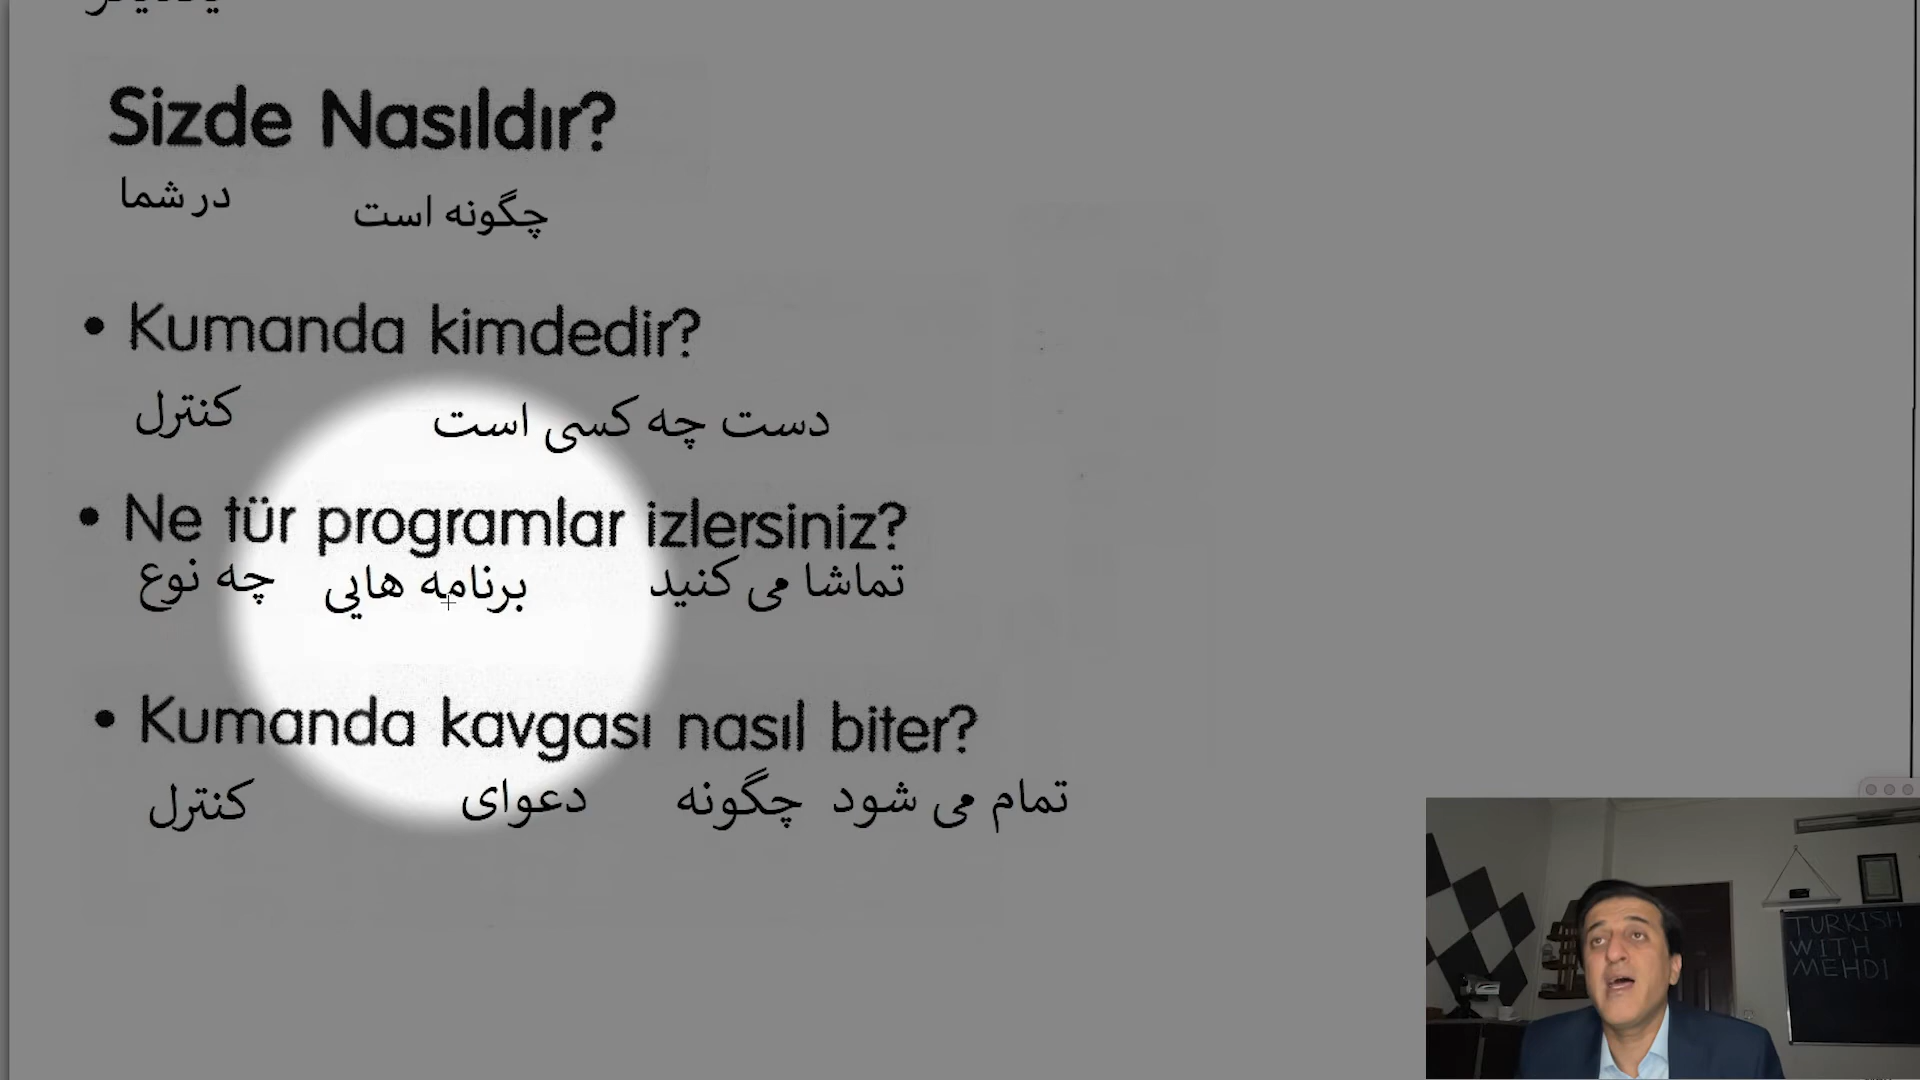 Sizde Nasıldır?
در شما چگونه است
• Kumanda kimdedir?
کنترل دست چه کسی است
• Ne tür programlar izlersiniz?
چه نوع برنامه هایی تماشا می کنید
• Kumanda kavgası nasıl biter?
کنترل دعوای چگونه تمام می شود
TURKISH
WITH
MEHDI